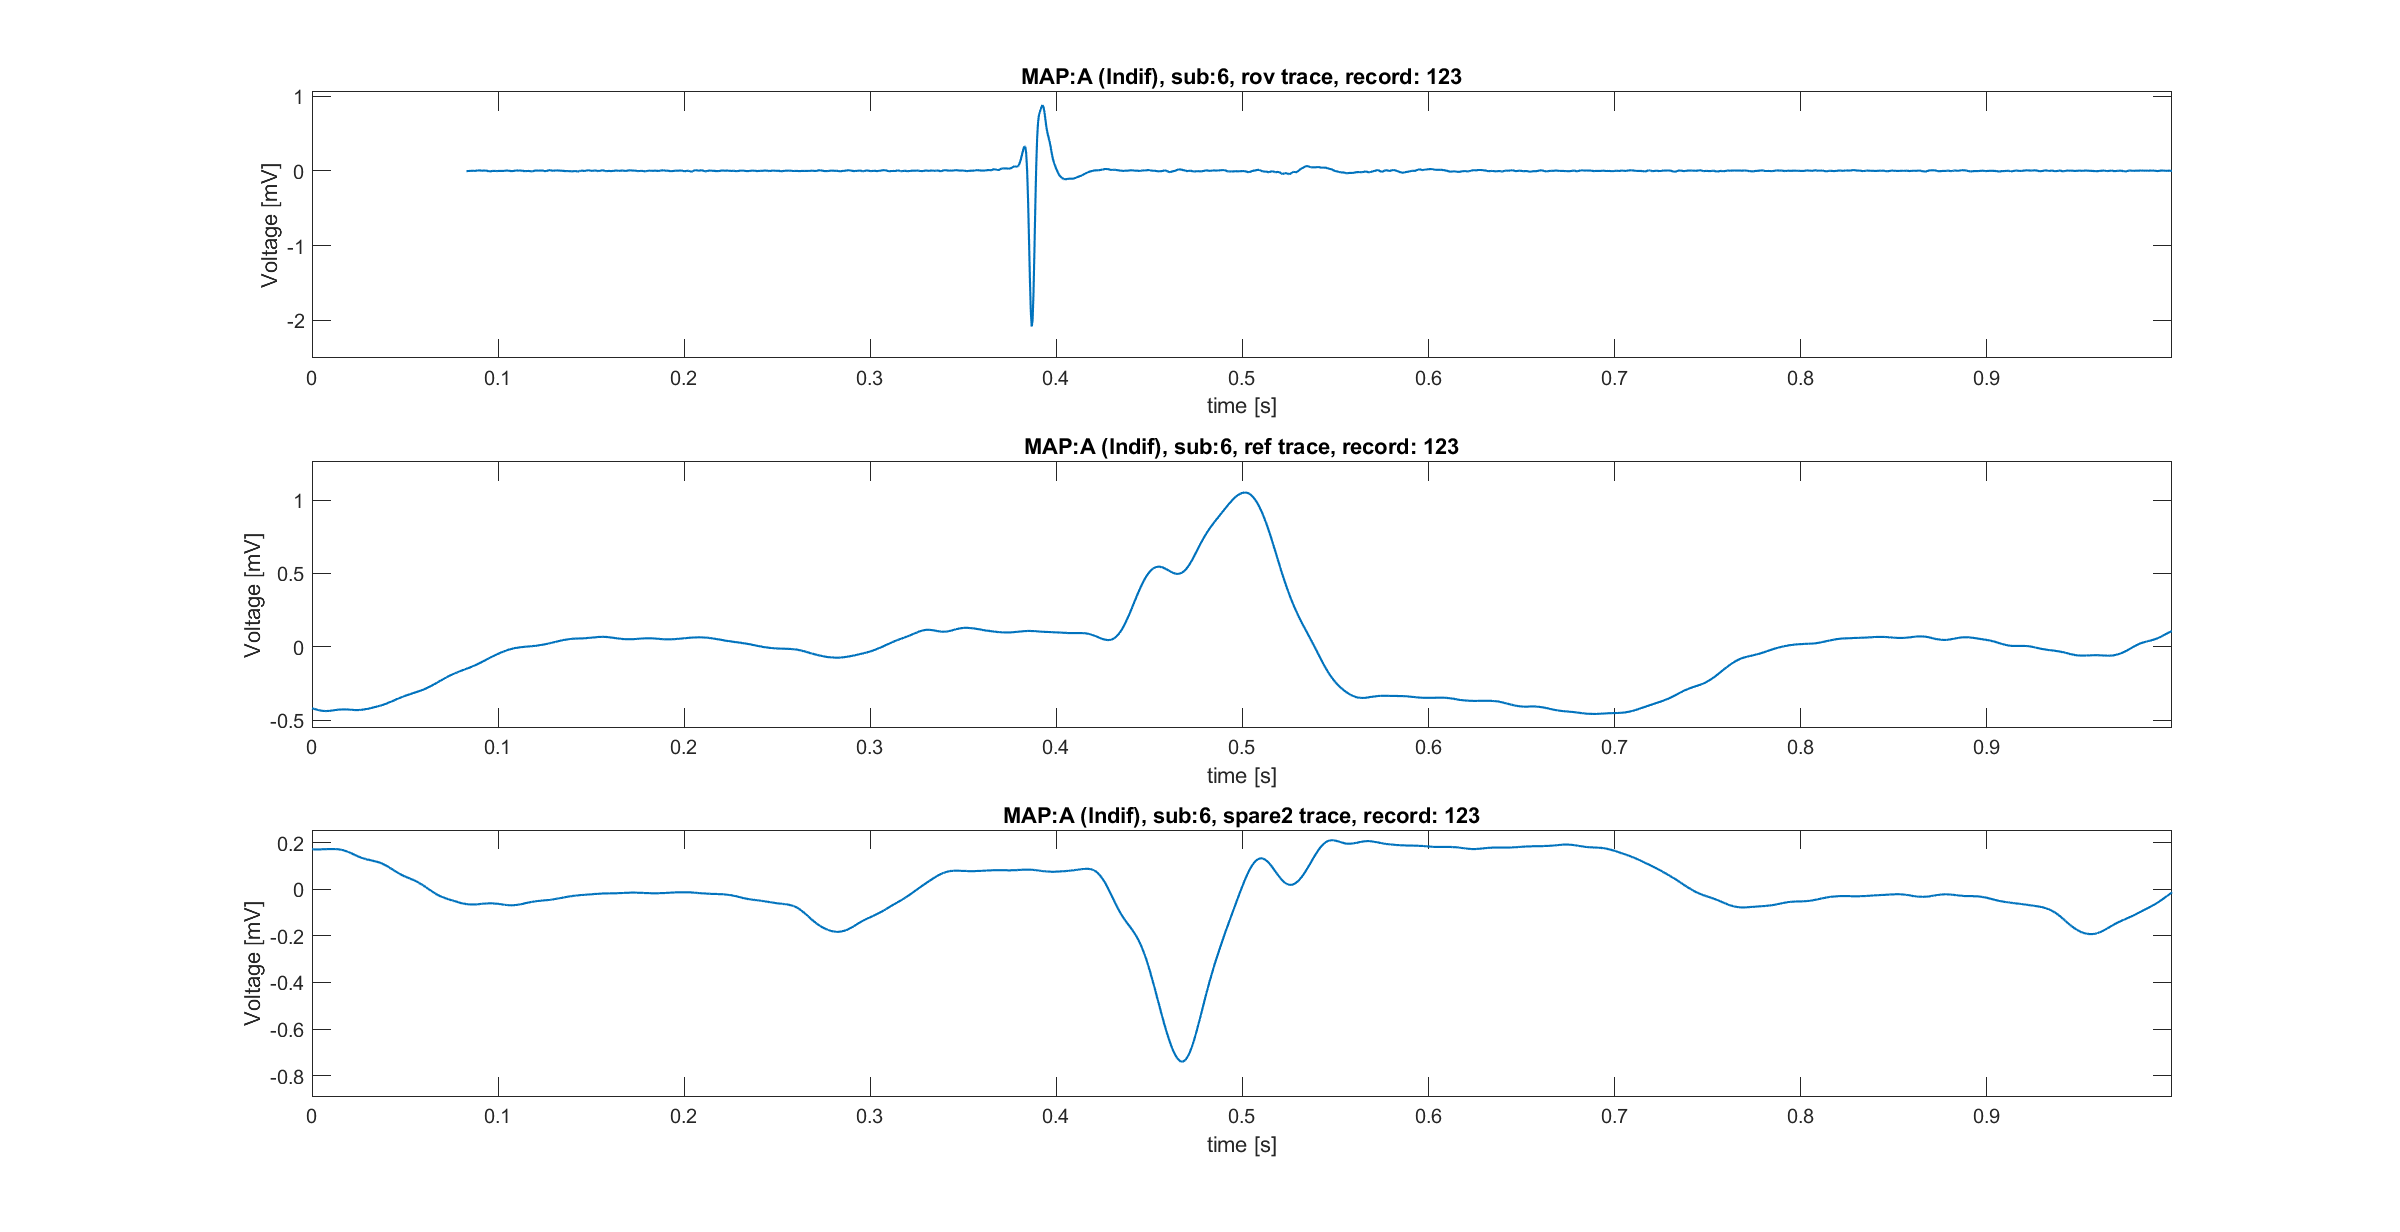 MAP:A (Indif), sub:6, rov trace, record: 123
1
0
-1
-2
Voltage [mV]
0 0.1 0.2 0.3 0.4 0.5 0.6 0.7 0.8 0.9
time [s]
MAP:A (Indif), sub:6, ref trace, record: 123
1
0.5
0
-0.5
Voltage [mV]
0 0.1 0.2 0.3 0.4 0.5 0.6 0.7 0.8 0.9
time [s]
MAP:A (Indif), sub:6, spare2 trace, record: 123
0.2
0
-0.2
-0.4
-0.6
-0.8
Voltage [mV]
0 0.1 0.2 0.3 0.4 0.5 0.6 0.7 0.8 0.9
time [s]